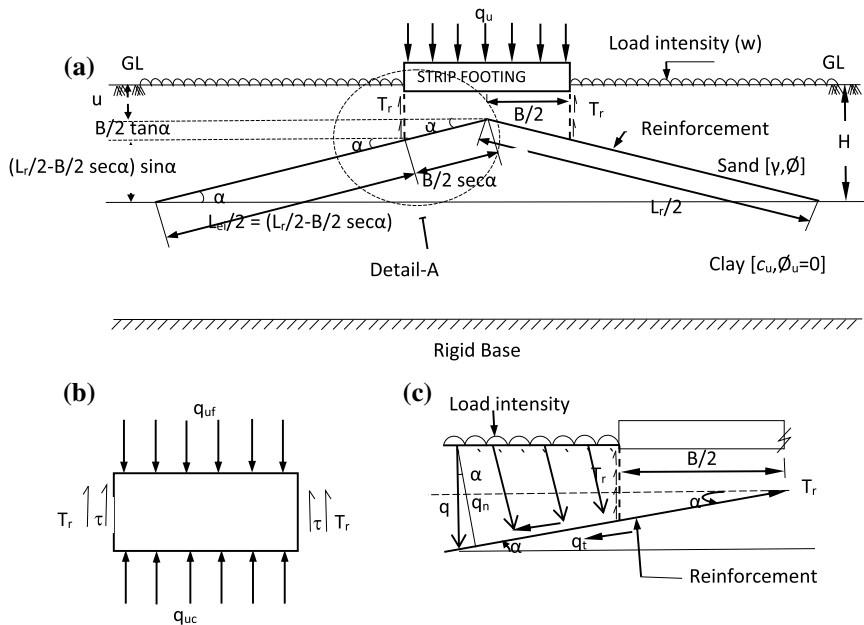 qu
(a)
GL
Load intensity (w)
GL
STRIP FOOTING
u
Tr
B/2
Tr
B/2 tanα
α
α
Reinforcement
H
(Lr/2-B/2 secα) sinα
Sand [γ,Ø]
B/2 secα
α
Lei/2 = (Lr/2-B/2 secα)
Lr/2
Detail-A
Clay [cu,Øu=0]
Rigid Base
(b)
quf
Tr
τ
τ
Tr
quc
(c)
Load intensity
B/2
Tr
α
Tr
q
qn
α
α
qt
Reinforcement